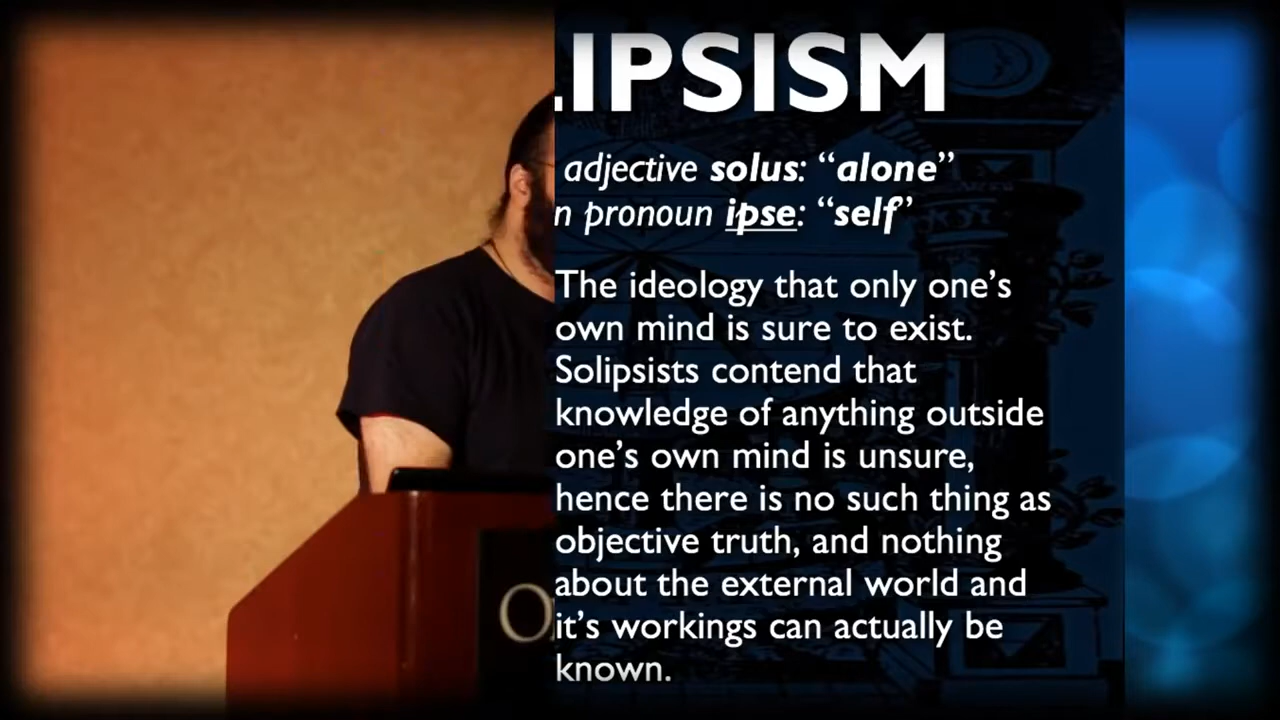 LIPSISM
adjective solus: “alone”
n pronoun ipse: “self”
The ideology that only one’s
own mind is sure to exist.
Solipsists contend that
knowledge of anything outside
one’s own mind is unsure,
hence there is no such thing as
objective truth, and nothing
about the external world and
it’s workings can actually be
known.
O